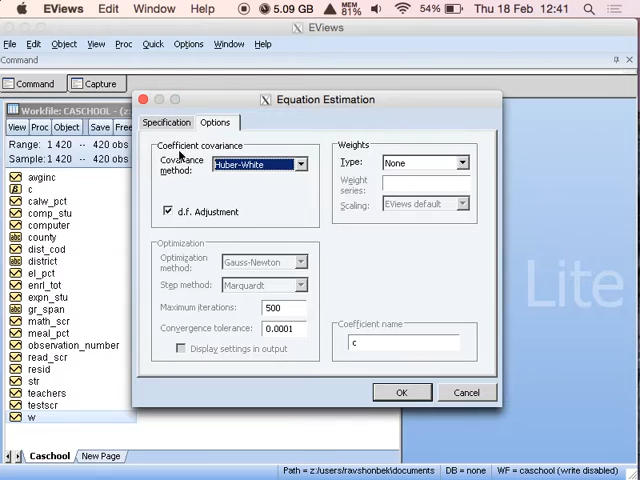 EViews Edit Window Help 5.09 GB MEM 81% 54% Thu 18 Feb 12:41
EViews
File Edit Object View Proc Quick Options Window Help
Command
Command Capture
Workfile: CASCHOOL - (z:
View Proc Object Save Free
Range: 1 420 -- 420 obs
Sample: 1 420 -- 420 obs
avginc
c
calw_pct
comp_stu
computer
county
dist_cod
district
el_pct
enrl_tot
expn_stu
gr_span
math_scr
meal_pct
observation_number
read_scr
resid
str
teachers
testscr
w
Caschool New Page
Equation Estimation
Specification Options
Coefficient covariance
Covariance method: Huber-White
d.f. Adjustment
Optimization
Optimization method: Gauss-Newton
Step method: Marquardt
Maximum iterations: 500
Convergence tolerance: 0.0001
Display settings in output
Weights
Type: None
Weight series:
Scaling: EViews default
Coefficient name
c
OK Cancel
Lite
Path = z:/users/ravshonbek\documents DB = none WF = caschool (write disabled)